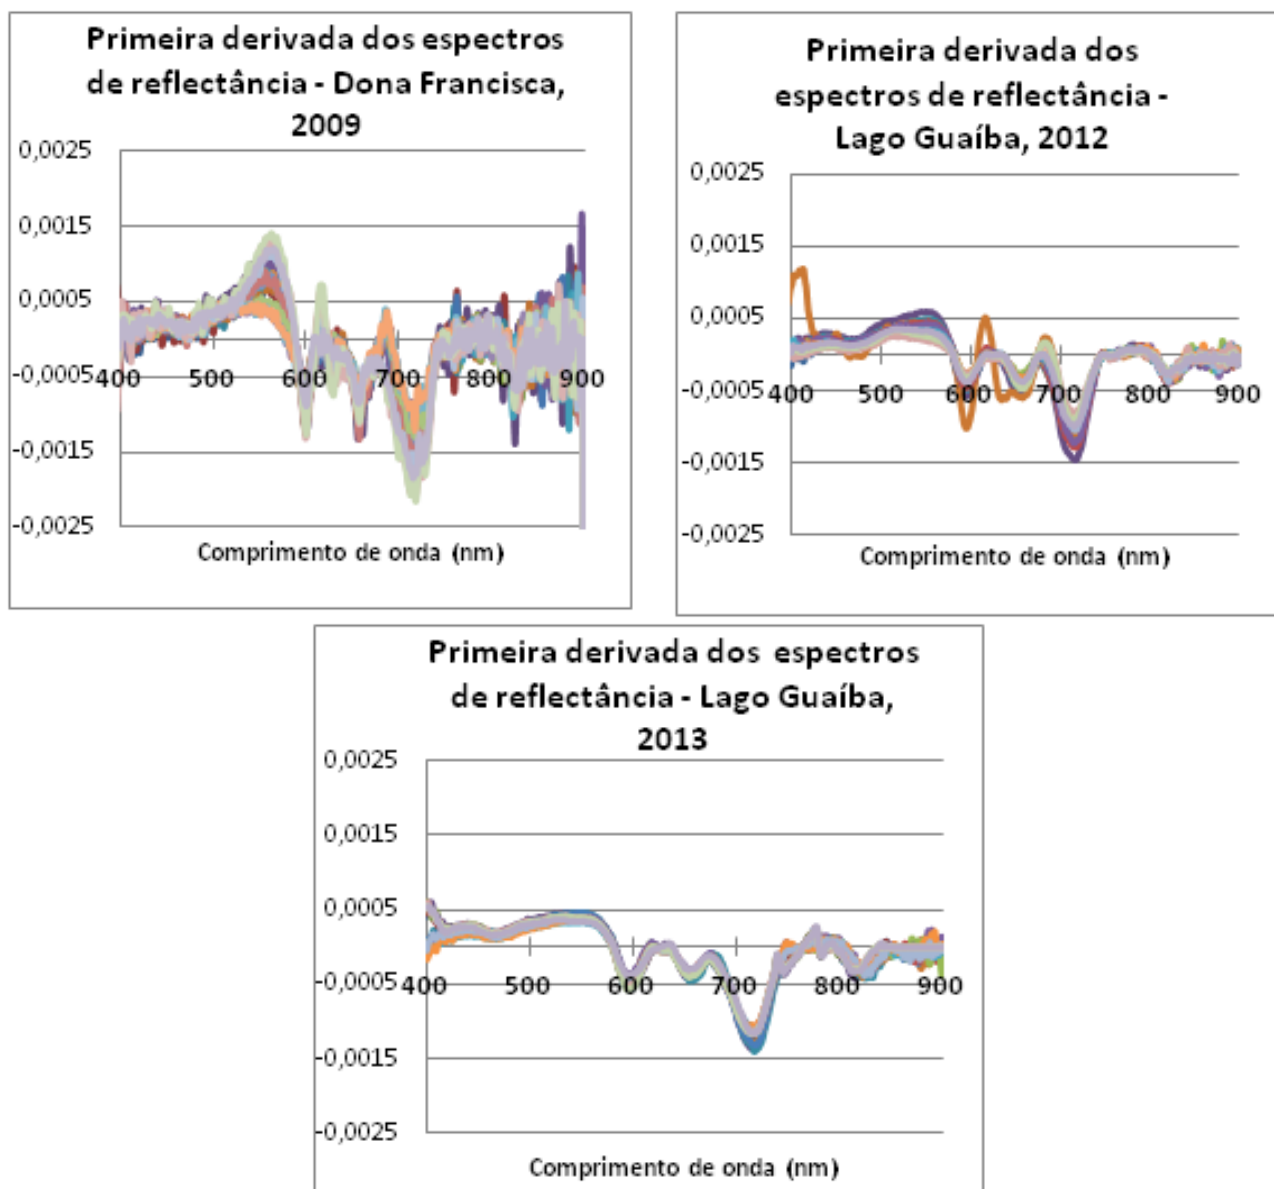 Primeira derivada dos espectros
de reflectância - Dona Francisca,
2009
0,0025
0,0015
0,0005
-0,0005
-0,0015
-0,0025
400 500 600 700 800 900
Comprimento de onda (nm)
Primeira derivada dos
espectros de reflectância -
Lago Guaíba, 2012
0,0025
0,0015
0,0005
-0,0005
-0,0015
-0,0025
400 500 600 700 800 900
Comprimento de onda (nm)
Primeira derivada dos espectros
de reflectância - Lago Guaíba,
2013
0,0025
0,0015
0,0005
-0,0005
-0,0015
-0,0025
400 500 600 700 800 900
Comprimento de onda (nm)